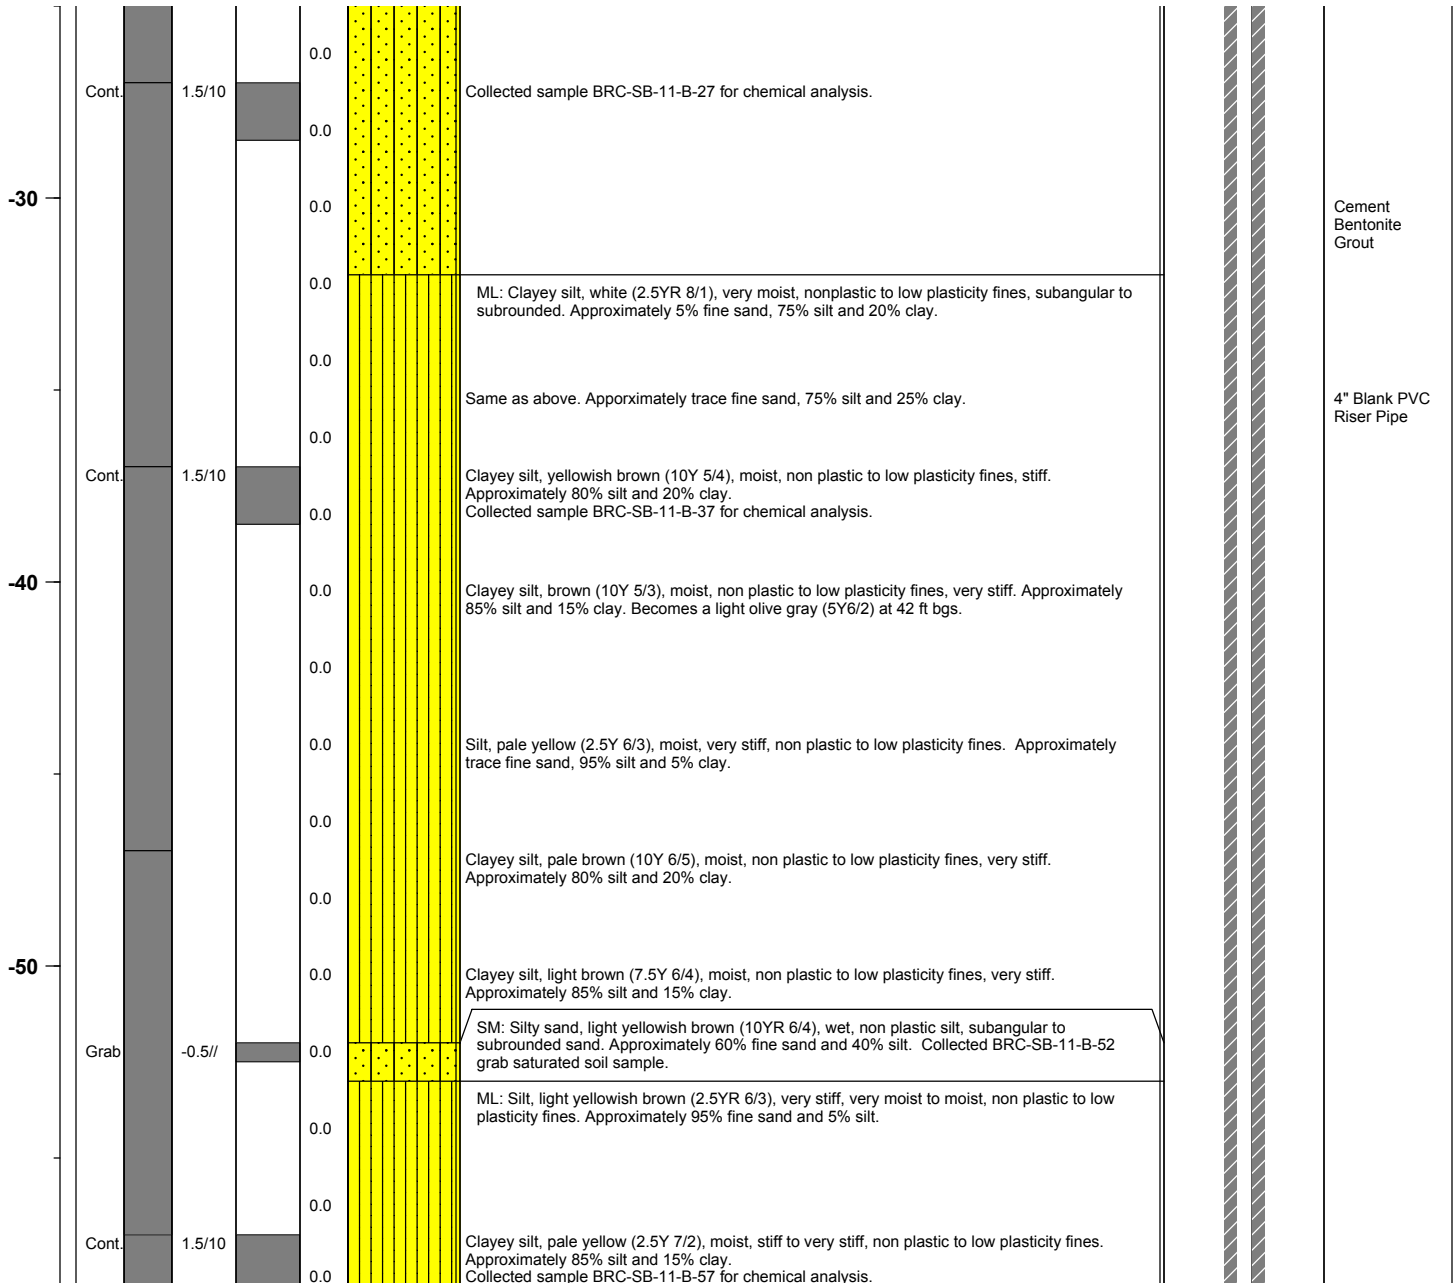 0.0
Cont. 1.5/10 Collected sample BRC-SB-11-B-27 for chemical analysis.
0.0
-30
0.0
Cement
Bentonite
Grout
0.0
ML: Clayey silt, white (2.5YR 8/1), very moist, nonplastic to low plasticity fines, subangular to
subrounded. Approximately 5% fine sand, 75% silt and 20% clay.
0.0
Same as above. Apporximately trace fine sand, 75% silt and 25% clay.
4" Blank PVC
Riser Pipe
0.0
Cont. 1.5/10 Clayey silt, yellowish brown (10Y 5/4), moist, non plastic to low plasticity fines, stiff.
Approximately 80% silt and 20% clay.
0.0 Collected sample BRC-SB-11-B-37 for chemical analysis.
-40
0.0 Clayey silt, brown (10Y 5/3), moist, non plastic to low plasticity fines, very stiff. Approximately
85% silt and 15% clay. Becomes a light olive gray (5Y6/2) at 42 ft bgs.
0.0
0.0 Silt, pale yellow (2.5Y 6/3), moist, very stiff, non plastic to low plasticity fines. Approximately
trace fine sand, 95% silt and 5% clay.
0.0
Clayey silt, pale brown (10Y 6/5), moist, non plastic to low plasticity fines, very stiff.
Approximately 80% silt and 20% clay.
0.0
-50
0.0 Clayey silt, light brown (7.5Y 6/4), moist, non plastic to low plasticity fines, very stiff.
Approximately 85% silt and 15% clay.
SM: Silty sand, light yellowish brown (10YR 6/4), wet, non plastic silt, subangular to
Grab -0.5// 0.0 subrounded sand. Approximately 60% fine sand and 40% silt. Collected BRC-SB-11-B-52
grab saturated soil sample.
ML: Silt, light yellowish brown (2.5YR 6/3), very stiff, very moist to moist, non plastic to low
plasticity fines. Approximately 95% fine sand and 5% silt.
0.0
0.0
Cont. 1.5/10 Clayey silt, pale yellow (2.5Y 7/2), moist, stiff to very stiff, non plastic to low plasticity fines.
Approximately 85% silt and 15% clay.
0.0 Collected sample BRC-SB-11-B-57 for chemical analysis.